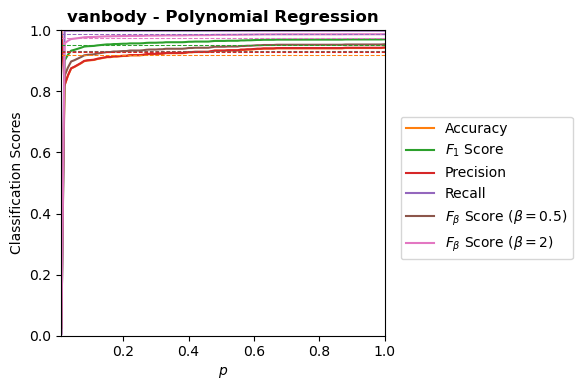 vanbody - Polynomial Regression
Classification Scores
1.0
0.8
0.6
0.4
0.2
0.0
0.2 0.4 0.6 0.8 1.0
p
Accuracy
F₁ Score
Precision
Recall
Fᵦ Score (β = 0.5)
Fᵦ Score (β = 2)